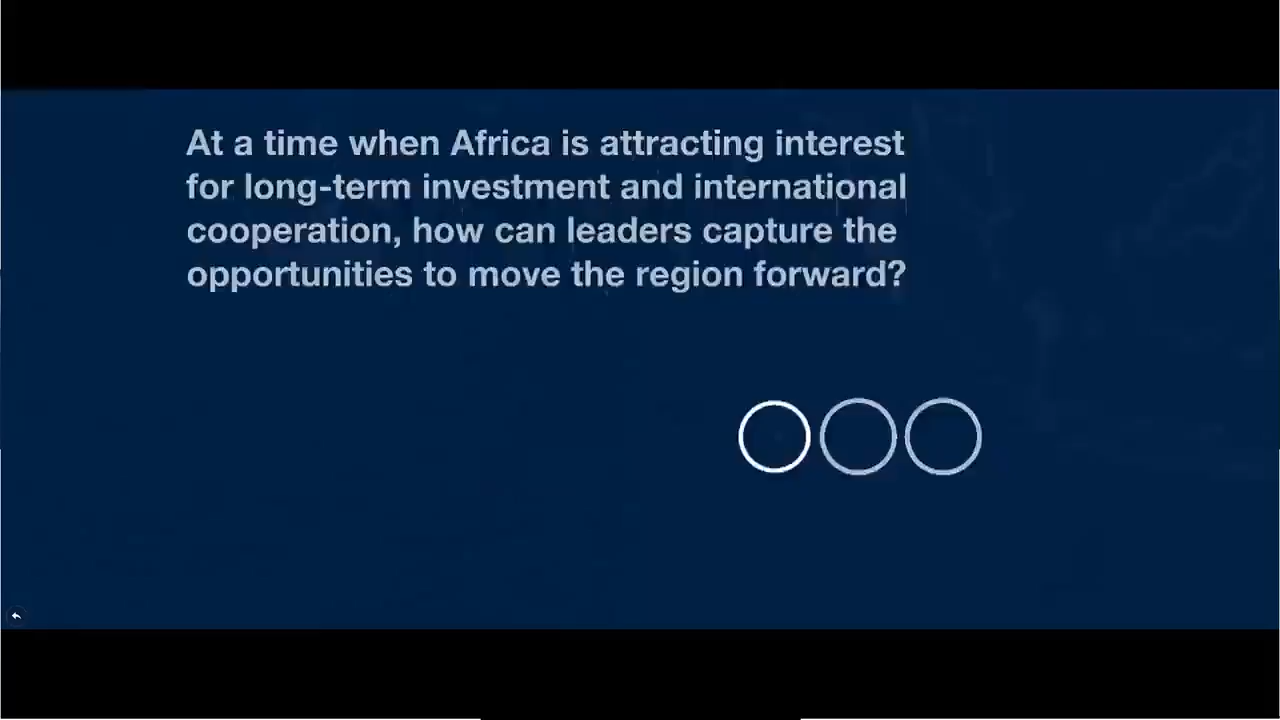 At a time when Africa is attracting interest
for long-term investment and international
cooperation, how can leaders capture the
opportunities to move the region forward?